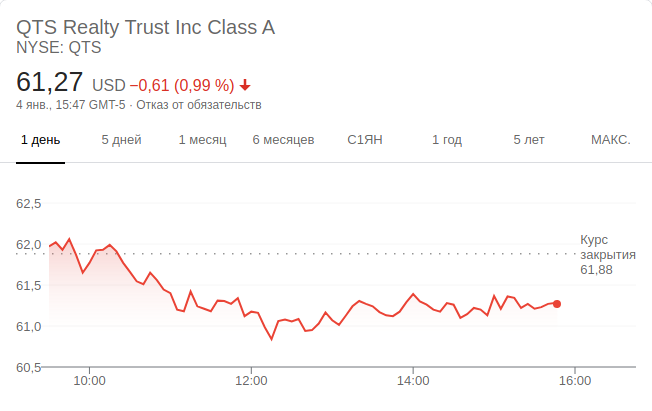 QTS Realty Trust Inc Class A
NYSE: QTS
61,27 USD −0,61 (0,99 %)
4 янв., 15:47 GMT-5 · Отказ от обязательств
1 день 5 дней 1 месяц 6 месяцев С1ЯН 1 год 5 лет МАКС.
62,5
62,0
61,5
61,0
60,5
Курс
закрытия
61,88
10:00 12:00 14:00 16:00